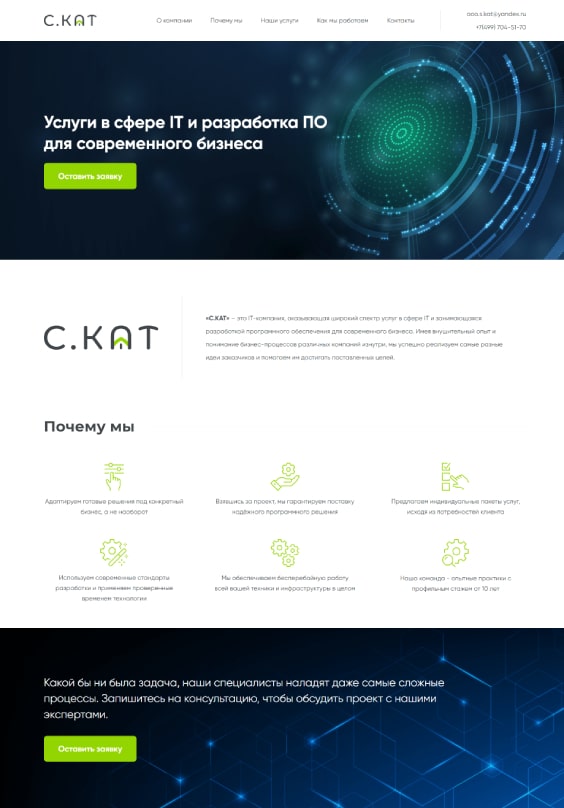 С.КАТ
О компании Почему мы Наши услуги Как мы работаем Контакты
ooo.s.kat@yandex.ru
+7(499) 704-51-70
Услуги в сфере IT и разработка ПО
для современного бизнеса
Оставить заявку
С.КАТ
«С.КАТ» – это IT-компания, оказывающая широкий спектр услуг в сфере IT и занимающаяся
разработкой программного обеспечения для современного бизнеса. Имея внушительный опыт и
понимание бизнес-процессов различных компаний изнутри, мы успешно реализуем самые разные
идеи заказчиков и помогаем им достигать поставленных целей.
Почему мы
Адаптируем готовые решения под конкретный
бизнес, а не наоборот
Взявшись за проект, мы гарантируем поставку
надёжного программного решения
Предлагаем индивидуальные пакеты услуг,
исходя из потребностей клиента
Используем современные стандарты
разработки и применяем проверенные
временем технологии
Мы обеспечиваем бесперебойную работу
всей вашей техники и инфраструктуры в целом
Наша команда - опытные практики с
профильным стажем от 10 лет
Какой бы ни была задача, наши специалисты наладят даже самые сложные
процессы. Запишитесь на консультацию, чтобы обсудить проект с нашими
экспертами.
Оставить заявку